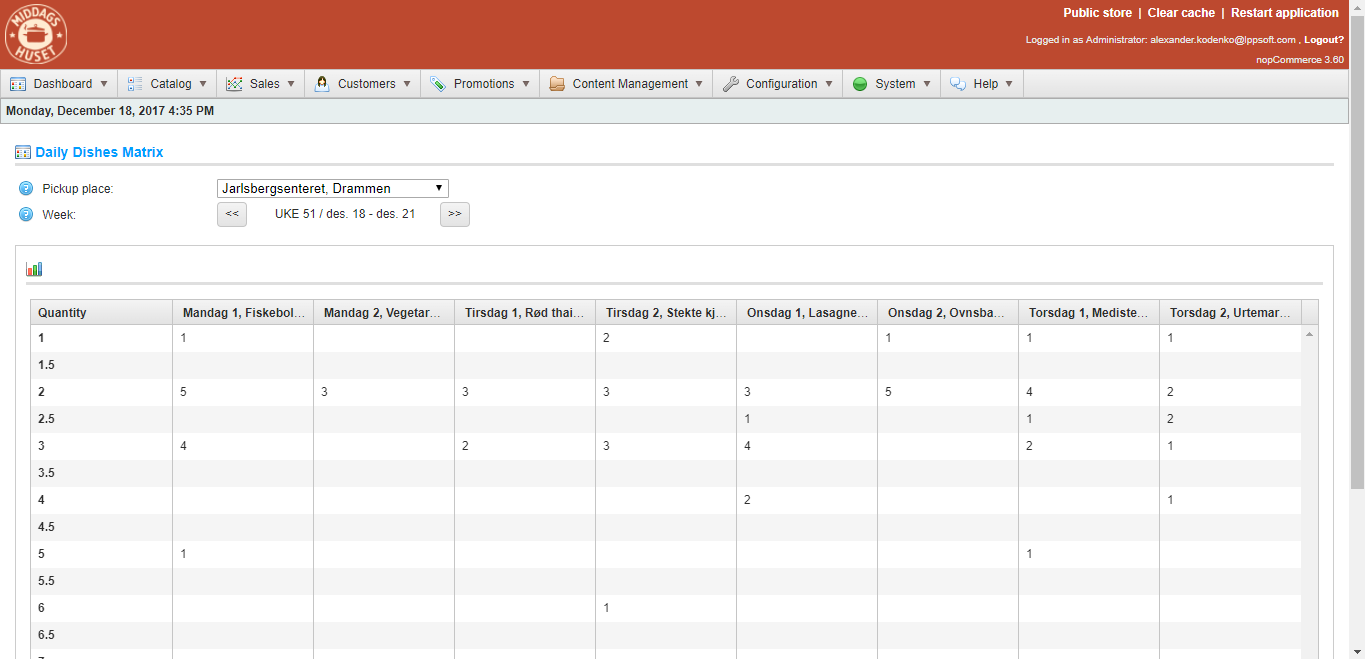 MIDDAGS
HUSET
Public store | Clear cache | Restart application
Logged in as Administrator: alexander.kodenko@lppsoft.com , Logout?
nopCommerce 3.60
Dashboard Catalog Sales Customers Promotions Content Management Configuration System Help
Monday, December 18, 2017 4:35 PM
Daily Dishes Matrix
Pickup place: Jarlsbergsenteret, Drammen
Week: << UKE 51 / des. 18 - des. 21 >>
Quantity Mandag 1, Fiskebol... Mandag 2, Vegetar... Tirsdag 1, Rød thai... Tirsdag 2, Stekte kj... Onsdag 1, Lasagne... Onsdag 2, Ovnsba... Torsdag 1, Mediste... Torsdag 2, Urtemar...
1 1 2 1 1 1
1.5
2 5 3 3 3 3 5 4 2
2.5 1 1 2
3 4 2 3 4 2 1
3.5
4 2 1
4.5
5 1 1
5.5
6 1
6.5